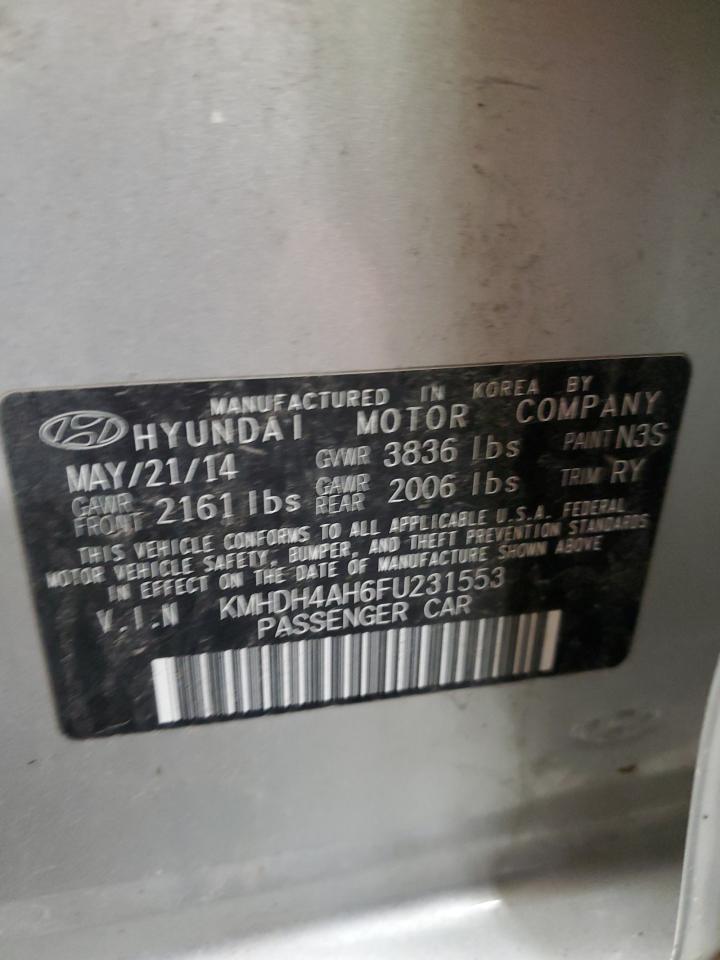 MANUFACTURED IN KOREA BY
HYUNDAI MOTOR COMPANY
MAY/21/14 GVWR 3836 lbs PAINT N3S
GAWR FRONT 2161 lbs GAWR REAR 2006 lbs TRIM RY
THIS VEHICLE CONFORMS TO ALL APPLICABLE U.S.A. FEDERAL
MOTOR VEHICLE SAFETY, BUMPER, AND THEFT PREVENTION STANDARDS
IN EFFECT ON THE DATE OF MANUFACTURE SHOWN ABOVE
V.I.N KMHDH4AH6FU231553
PASSENGER CAR